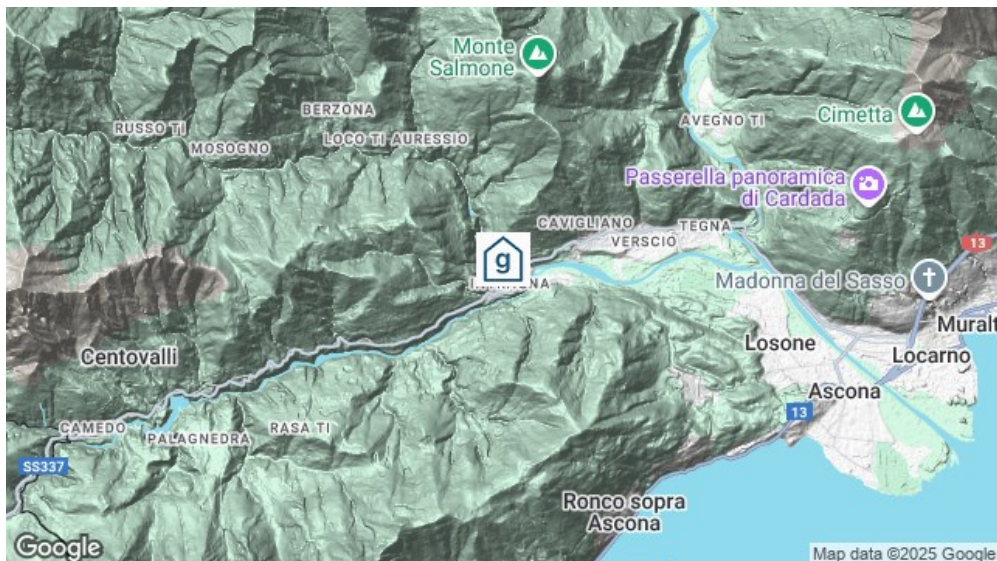 Monte
Salmone
Cimetta
BERZONA
RUSSO TI
LOCO TI AURESSIO
MOSOGNO
AVEGNO TI
Passerella panoramica
di Cardada
CAVIGLIANO
TEGNA
VERSCIO
13
g
Madonna del Sasso
Muralt
Centovalli
Losone
Locarno
Ascona
13
CAMEDO
PALAGNEDRA
RASA TI
SS337
Ronco sopra
Ascona
Google
Map data ©2025 Google